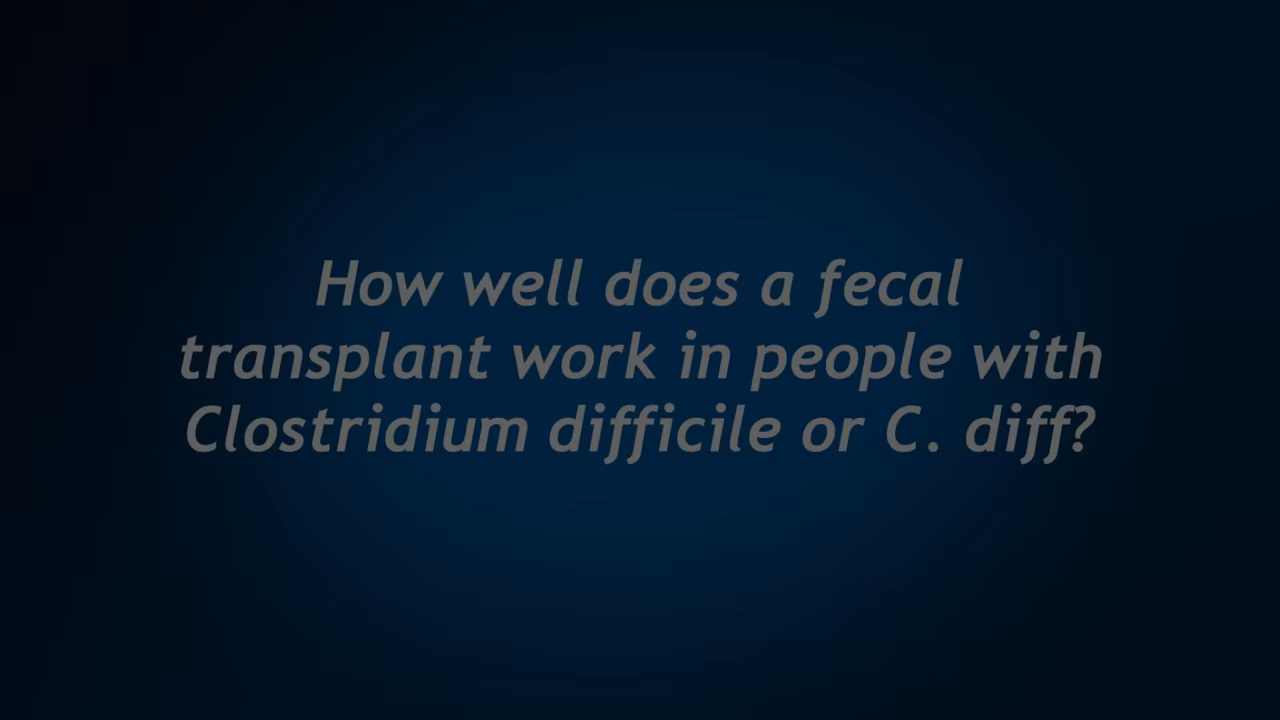 How well does a fecal
transplant work in people with
Clostridium difficile or C. diff?